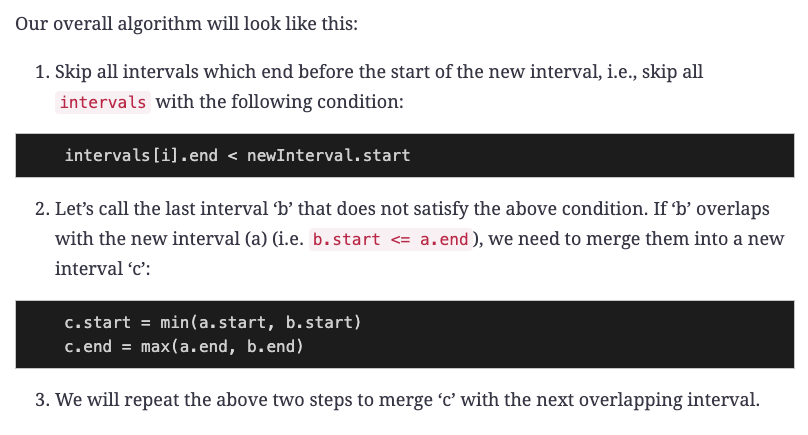 Our overall algorithm will look like this:
1. Skip all intervals which end before the start of the new interval, i.e., skip all
intervals with the following condition:
intervals[i].end < newInterval.start
2. Let’s call the last interval ‘b’ that does not satisfy the above condition. If ‘b’ overlaps
with the new interval (a) (i.e. b.start <= a.end), we need to merge them into a new
interval ‘c’:
c.start = min(a.start, b.start)
c.end = max(a.end, b.end)
3. We will repeat the above two steps to merge ‘c’ with the next overlapping interval.